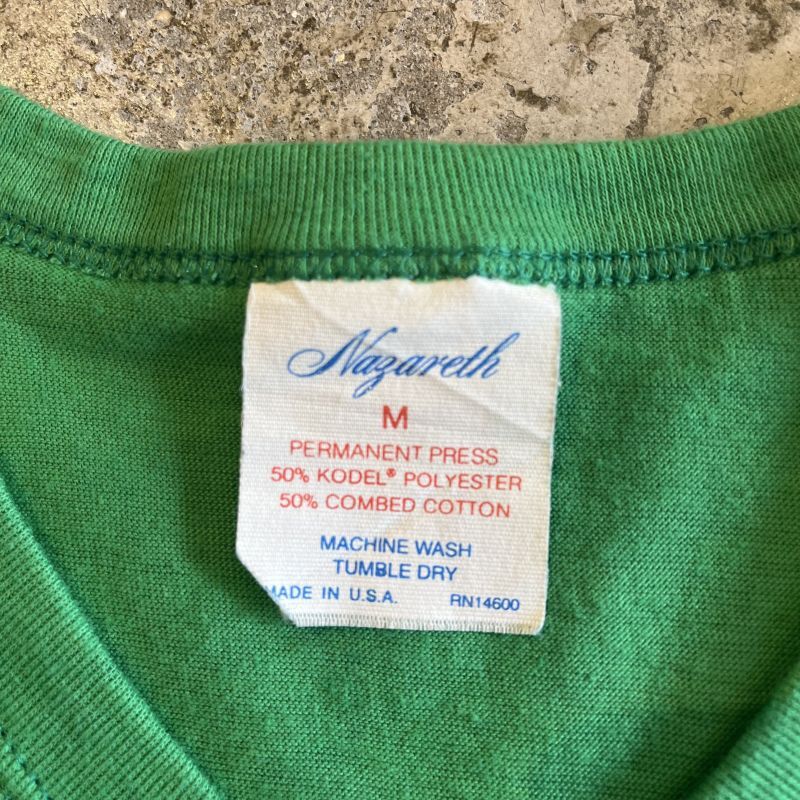 Nazareth
M
PERMANENT PRESS
50% KODEL® POLYESTER
50% COMBED COTTON
MACHINE WASH
TUMBLE DRY
MADE IN U.S.A. RN14600